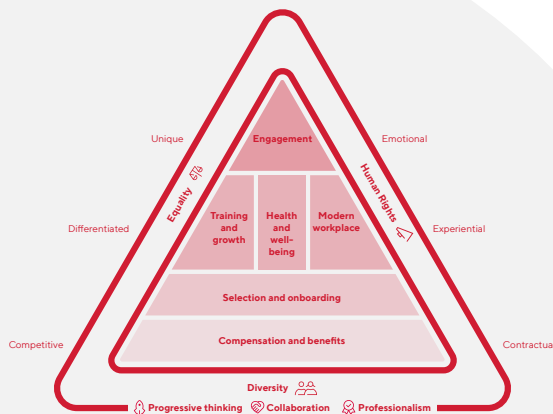 Unique
Engagement
Emotional
Equality
Human Rights
Training
and
growth
Health
and
well-
being
Modern
workplace
Differentiated
Experiential
Selection and onboarding
Compensation and benefits
Competitive
Contractua
Diversity
Progressive thinking
Collaboration
Professionalism